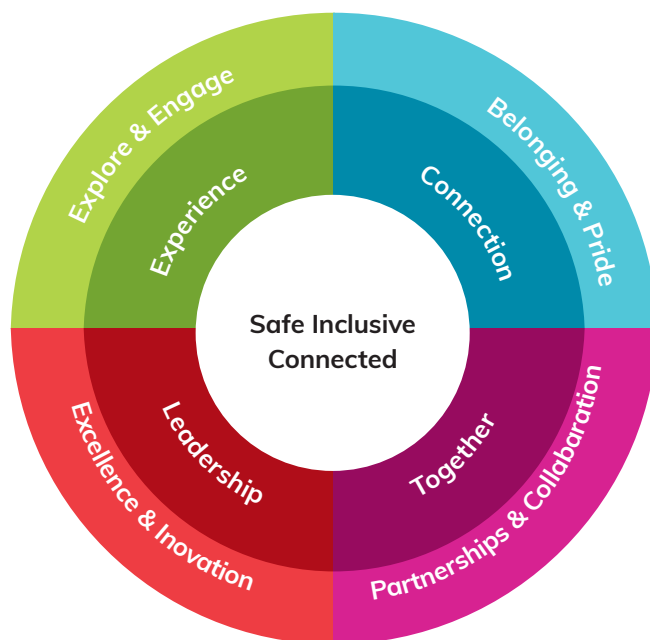 Explore & Engage
Belonging & Pride
Experience
Connection
Safe Inclusive
Connected
Leadership
Together
Excellence & Inovation
Partnerships & Collabaration